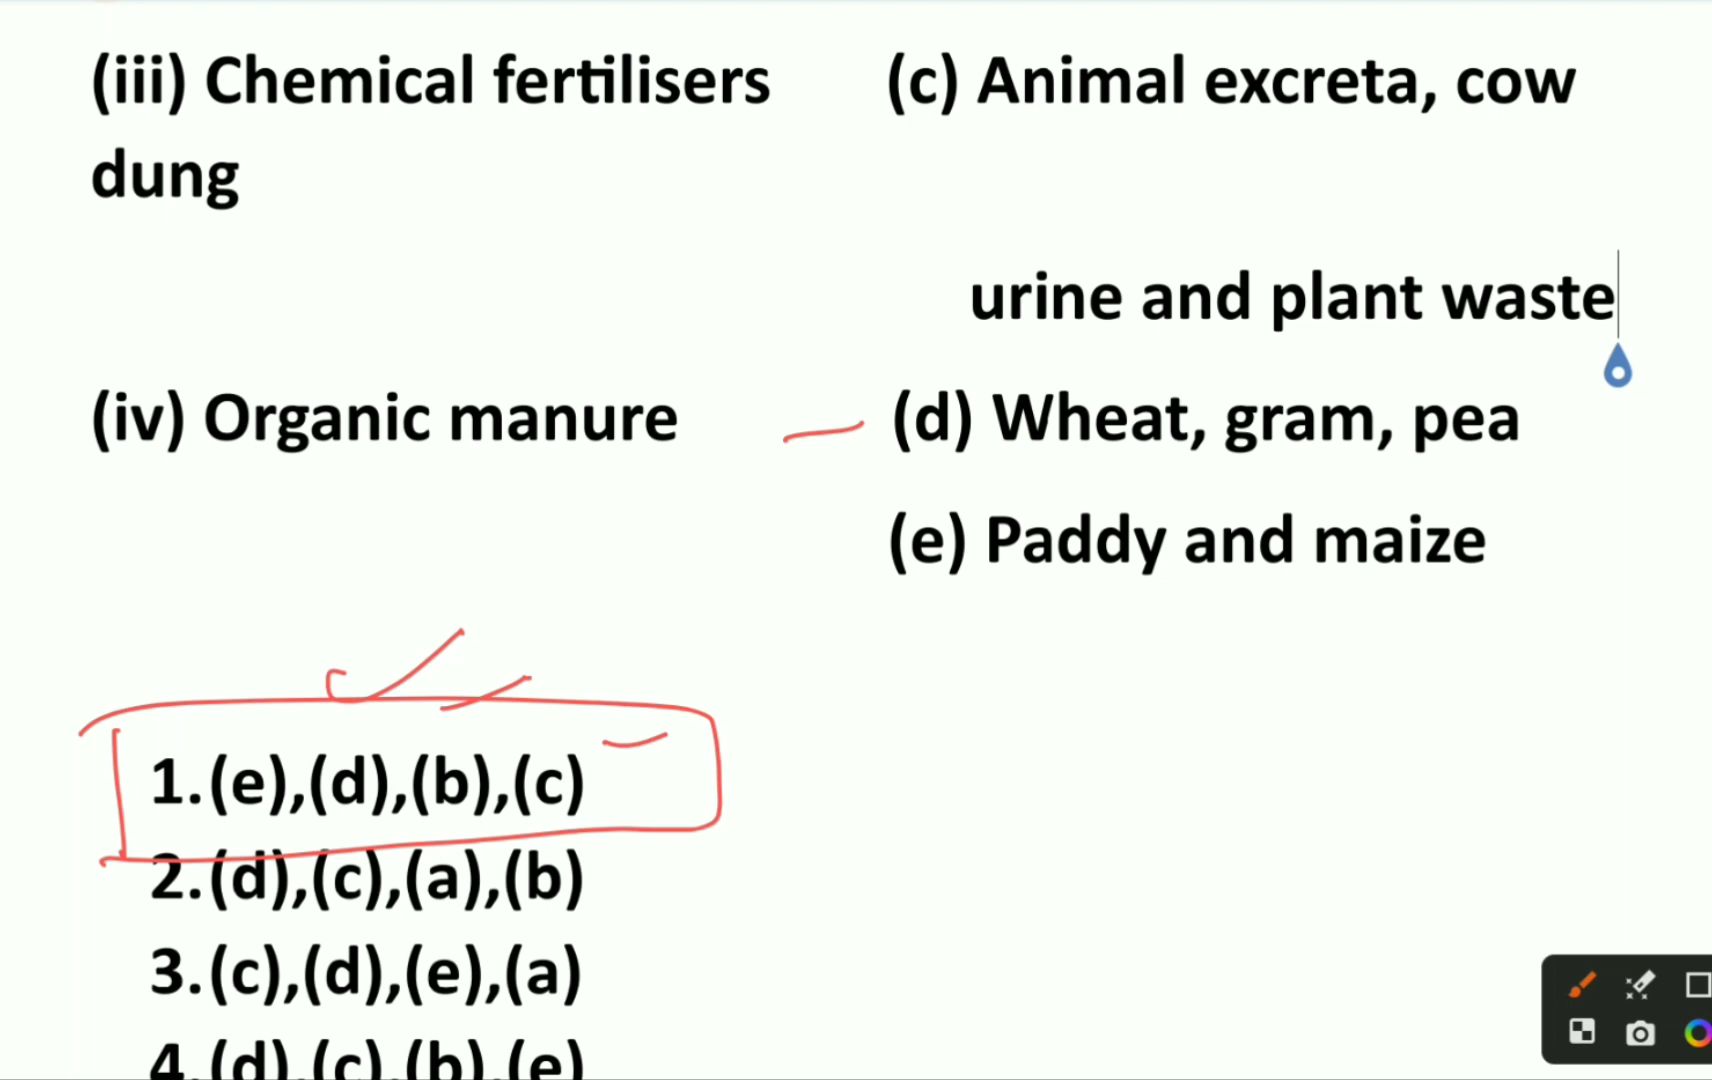 (iii) Chemical fertilisers (c) Animal excreta, cow
dung
urine and plant waste
(iv) Organic manure (d) Wheat, gram, pea
(e) Paddy and maize
1.(e),(d),(b),(c)
2.(d),(c),(a),(b)
3.(c),(d),(e),(a)
4.(d),(c),(b),(e)